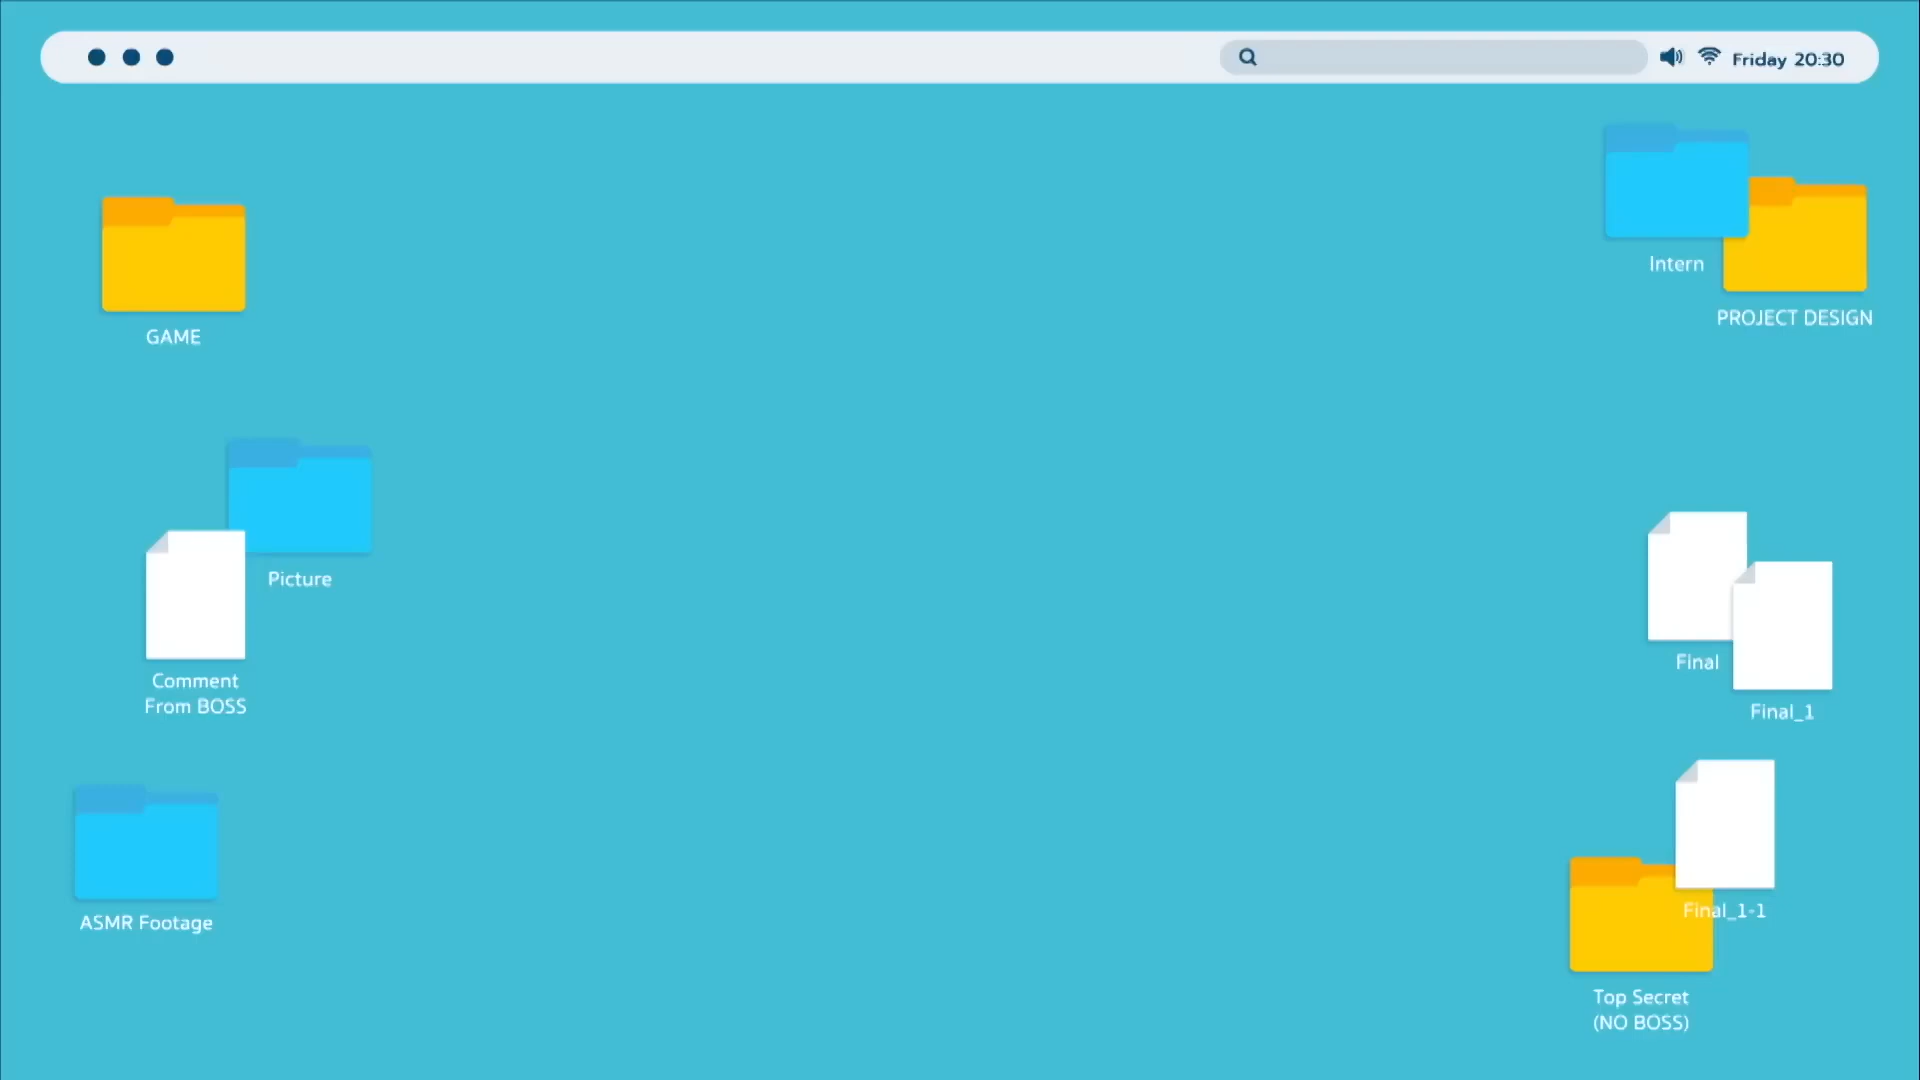 Friday 20:30
GAME
Intern
PROJECT DESIGN
Picture
Comment
From BOSS
Final
Final_1
ASMR Footage
Final_1-1
Top Secret
(NO BOSS)